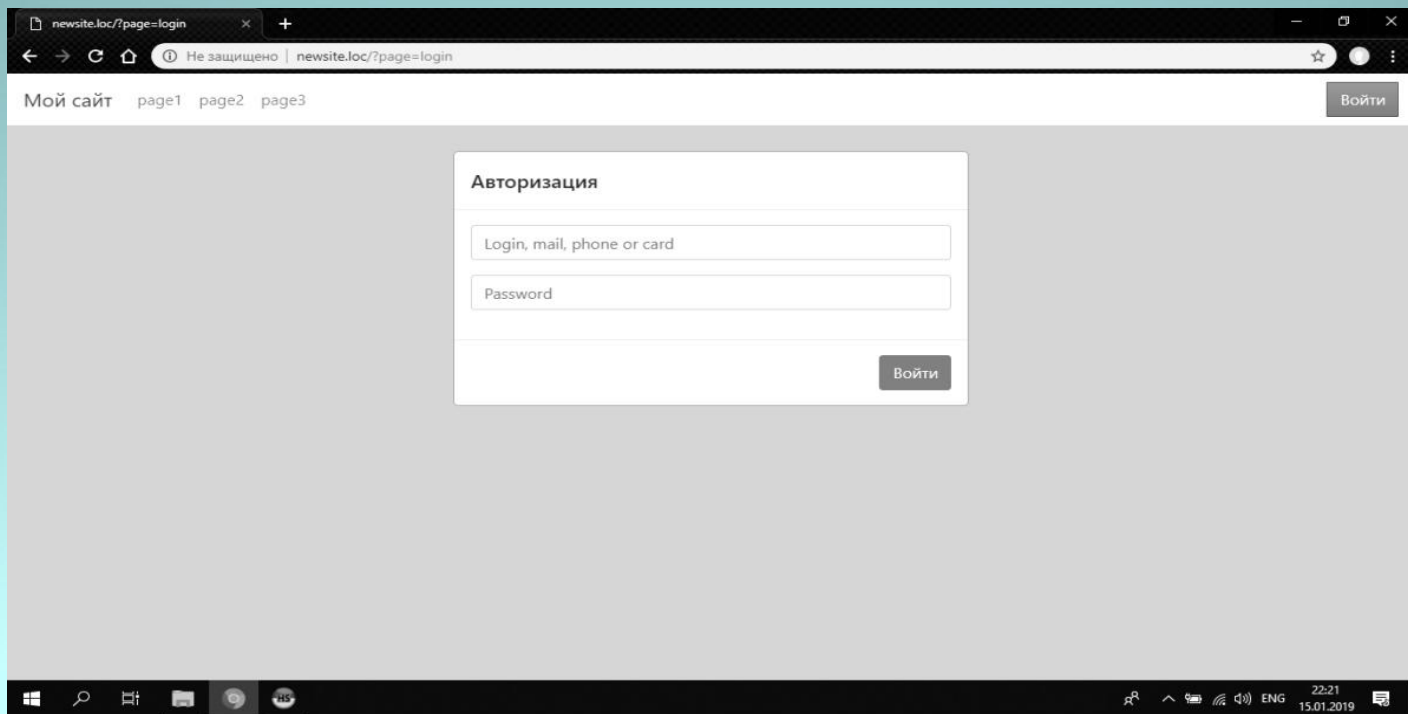 newsite.loc/?page=login
Не защищено | newsite.loc/?page=login
Мой сайт page1 page2 page3 Войти
Авторизация
Login, mail, phone or card
Password
Войти
HS
ENG 22:21
15.01.2019